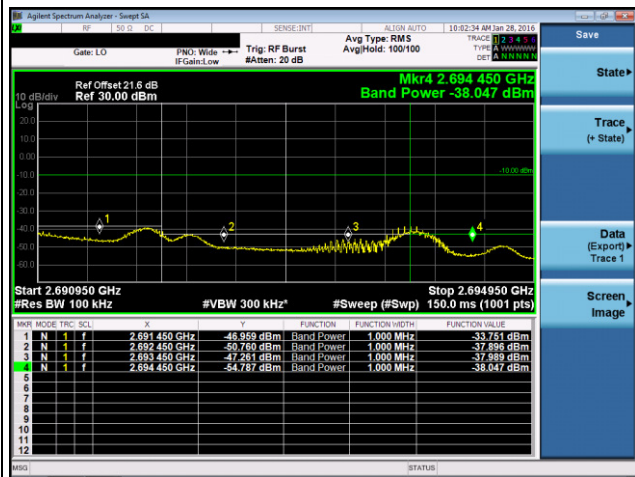 Agilent Spectrum Analyzer - Swept SA
RF 50 Ω DC SENSE:INT ALIGN AUTO 10:02:34 AM Jan 28, 2016
Gate: LO PNO: Wide Trig: RF Burst Avg Type: RMS TRACE 1 2 3 4 5 6
IFGain:Low #Atten: 20 dB Avg|Hold: 100/100 TYPE A WWWWW
DET A NNNNN
Ref Offset 21.6 dB Mkr4 2.694 450 GHz
10 dB/div Ref 30.00 dBm Band Power -38.047 dBm
Log
20.0
10.0
0.00
-10.0
-10.00 dBm
-20.0
-30.0
-40.0
-50.0
-60.0
1 2 3 4
Start 2.690950 GHz Stop 2.694950 GHz
#Res BW 100 kHz #VBW 300 kHz* #Sweep (#Swp) 150.0 ms (1001 pts)
MKR MODE TRC SCL X Y FUNCTION FUNCTION WIDTH FUNCTION VALUE
1 N 1 f 2.691 450 GHz -46.959 dBm Band Power 1.000 MHz -33.751 dBm
2 N 1 f 2.692 450 GHz -50.760 dBm Band Power 1.000 MHz -37.896 dBm
3 N 1 f 2.693 450 GHz -47.261 dBm Band Power 1.000 MHz -37.989 dBm
4 N 1 f 2.694 450 GHz -54.787 dBm Band Power 1.000 MHz -38.047 dBm
5
6
7
8
9
10
11
12
MSG STATUS
Save
State
Trace
(+ State)
Data
(Export)
Trace 1
Screen
Image